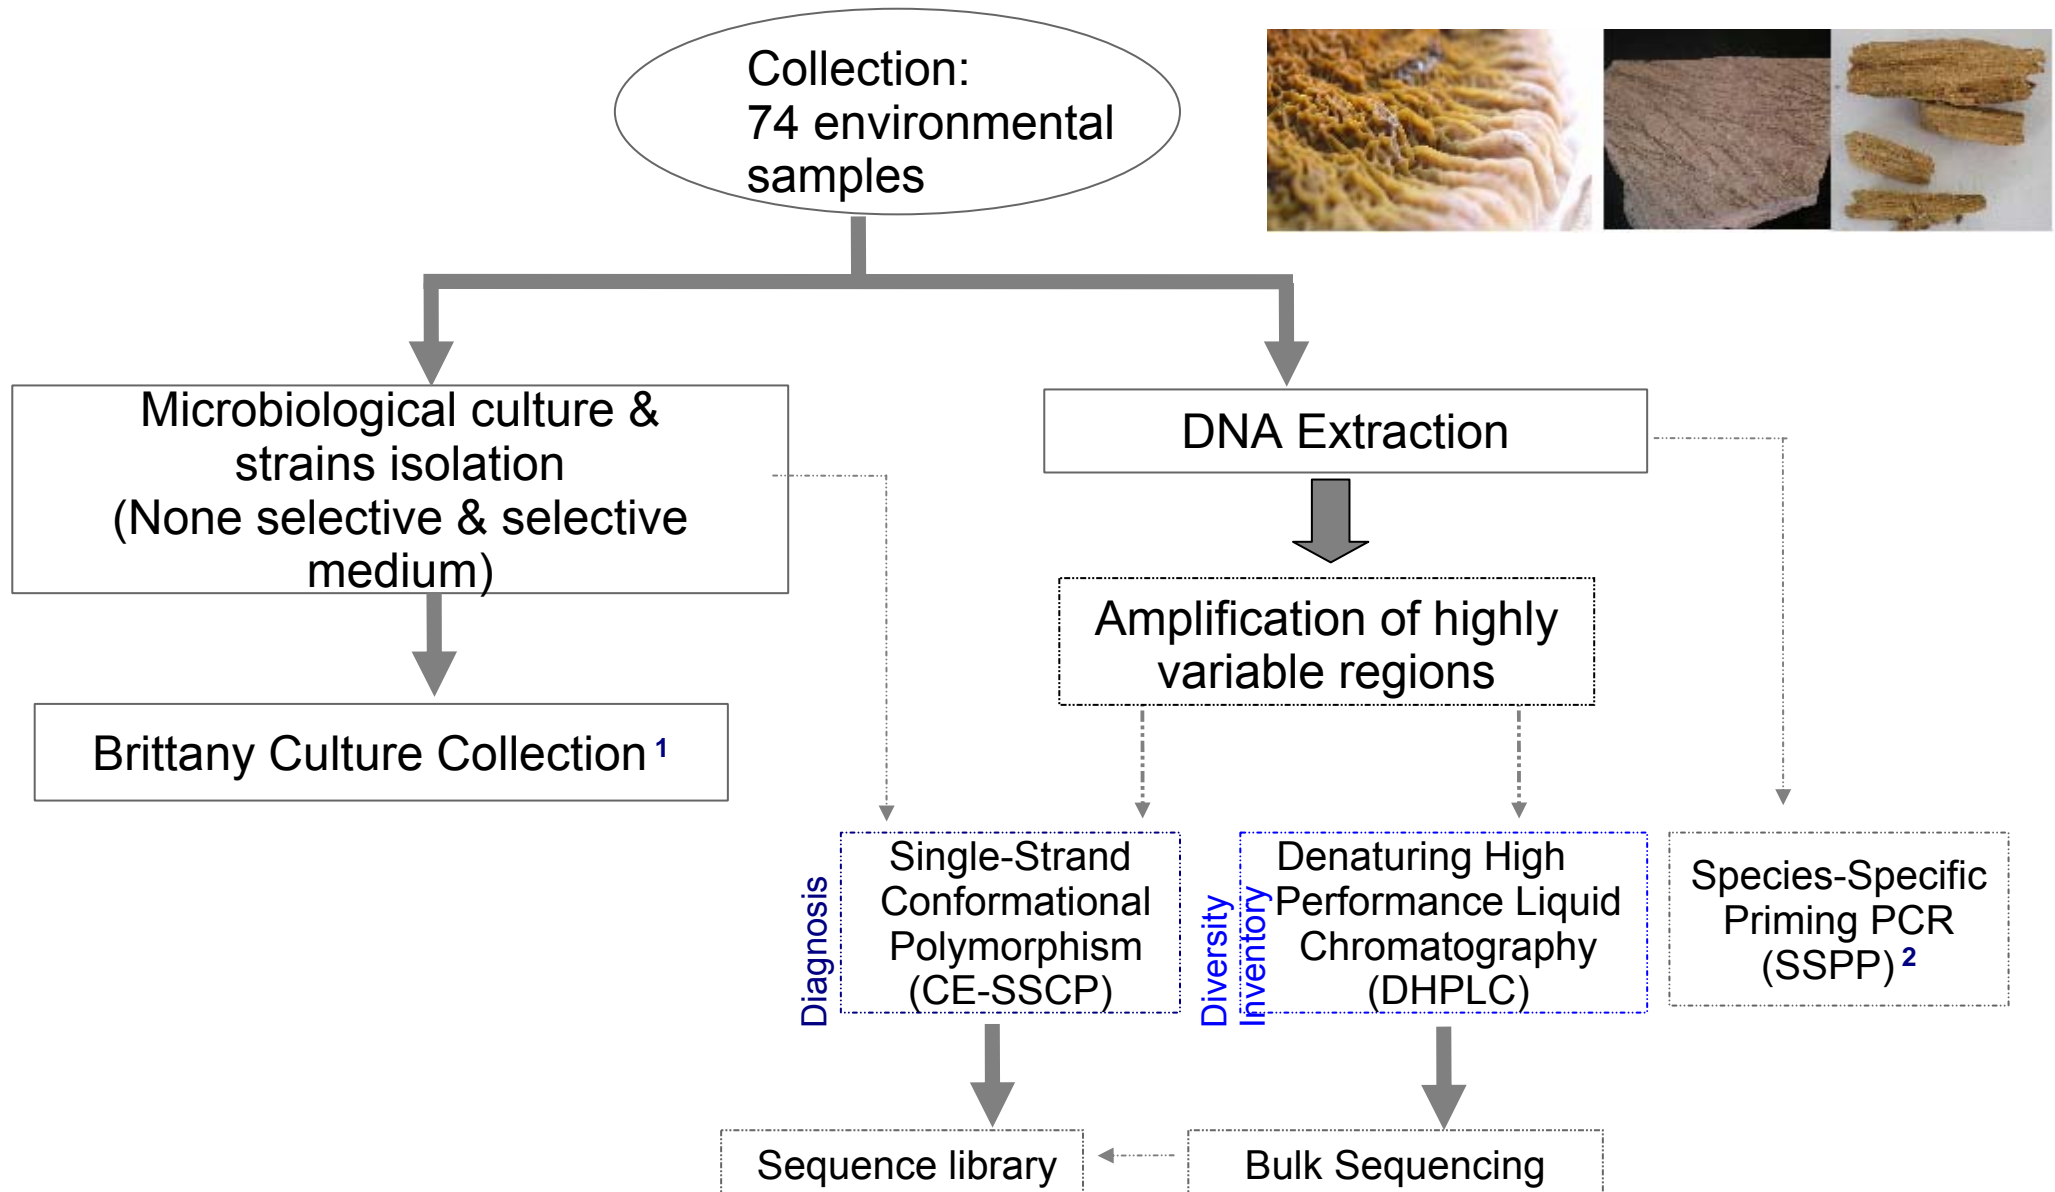 Collection:
74 environmental
samples
Microbiological culture &
strains isolation
(None selective & selective
medium)
DNA Extraction
Amplification of highly
variable regions
Brittany Culture Collection 1
Diagnosis
Single-Strand
Conformational
Polymorphism
(CE-SSCP)
Diversity
Inventory
Denaturing High
Performance Liquid
Chromatography
(DHPLC)
Species-Specific
Priming PCR
(SSPP) 2
Sequence library
Bulk Sequencing